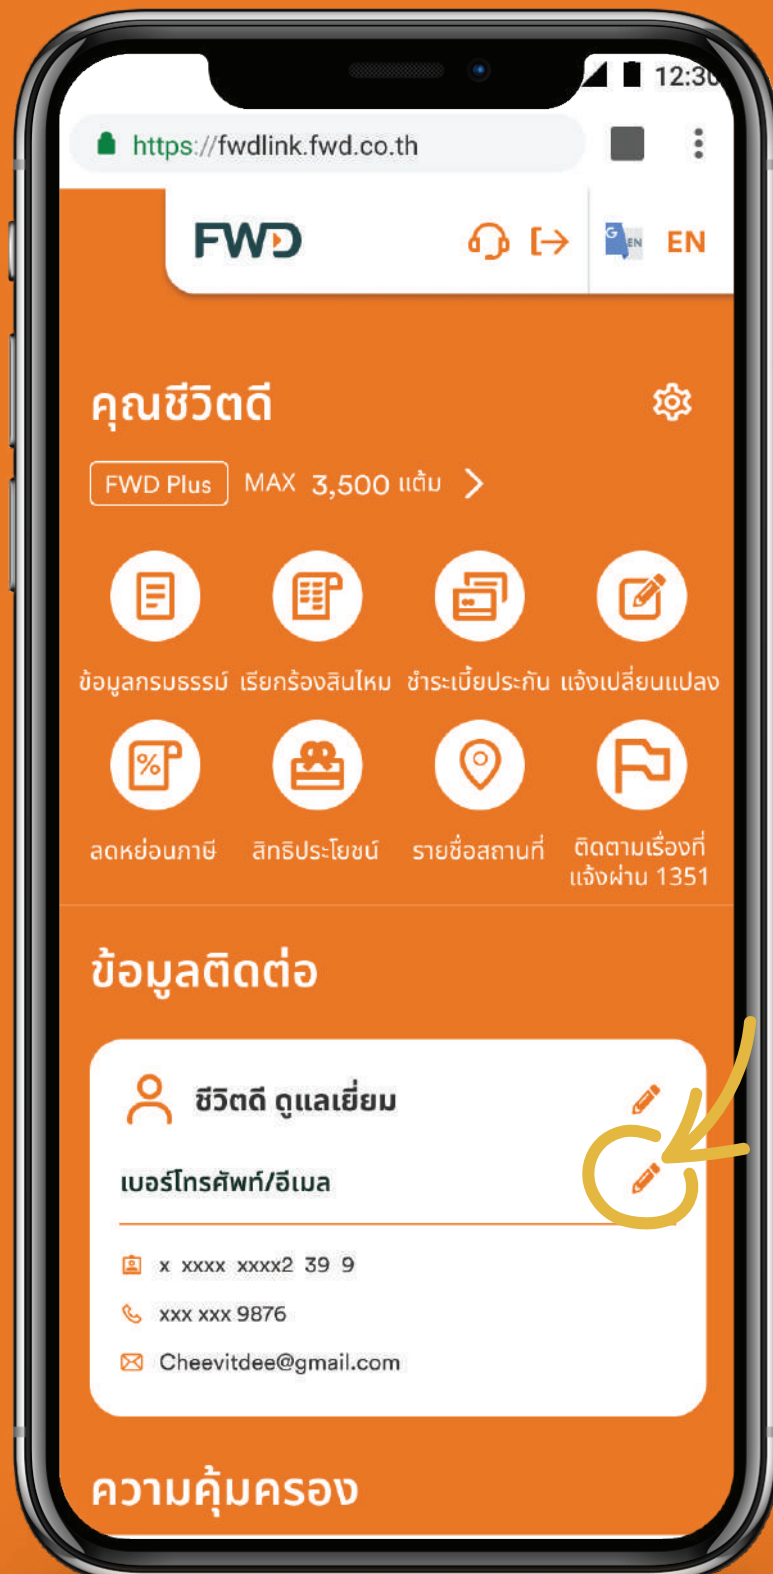 12:30
https://fwdlink.fwd.co.th
FWD
G EN EN
คุณชีวิตดี
FWD Plus MAX 3,500 แต้ม
ข้อมูลกรมธรรม์ เรียกร้องสินไหม ชำระเบี้ยประกัน แจ้งเปลี่ยนแปลง
%
ลดหย่อนภาษี สิทธิประโยชน์ รายชื่อสถานที่ ติดตามเรื่องที่
แจ้งผ่าน 1351
ข้อมูลติดต่อ
ชีวิตดี ดูแลเยี่ยม
เบอร์โทรศัพท์/อีเมล
x xxxx xxxx2 39 9
xxx xxx 9876
Cheevitdee@gmail.com
ความคุ้มครอง